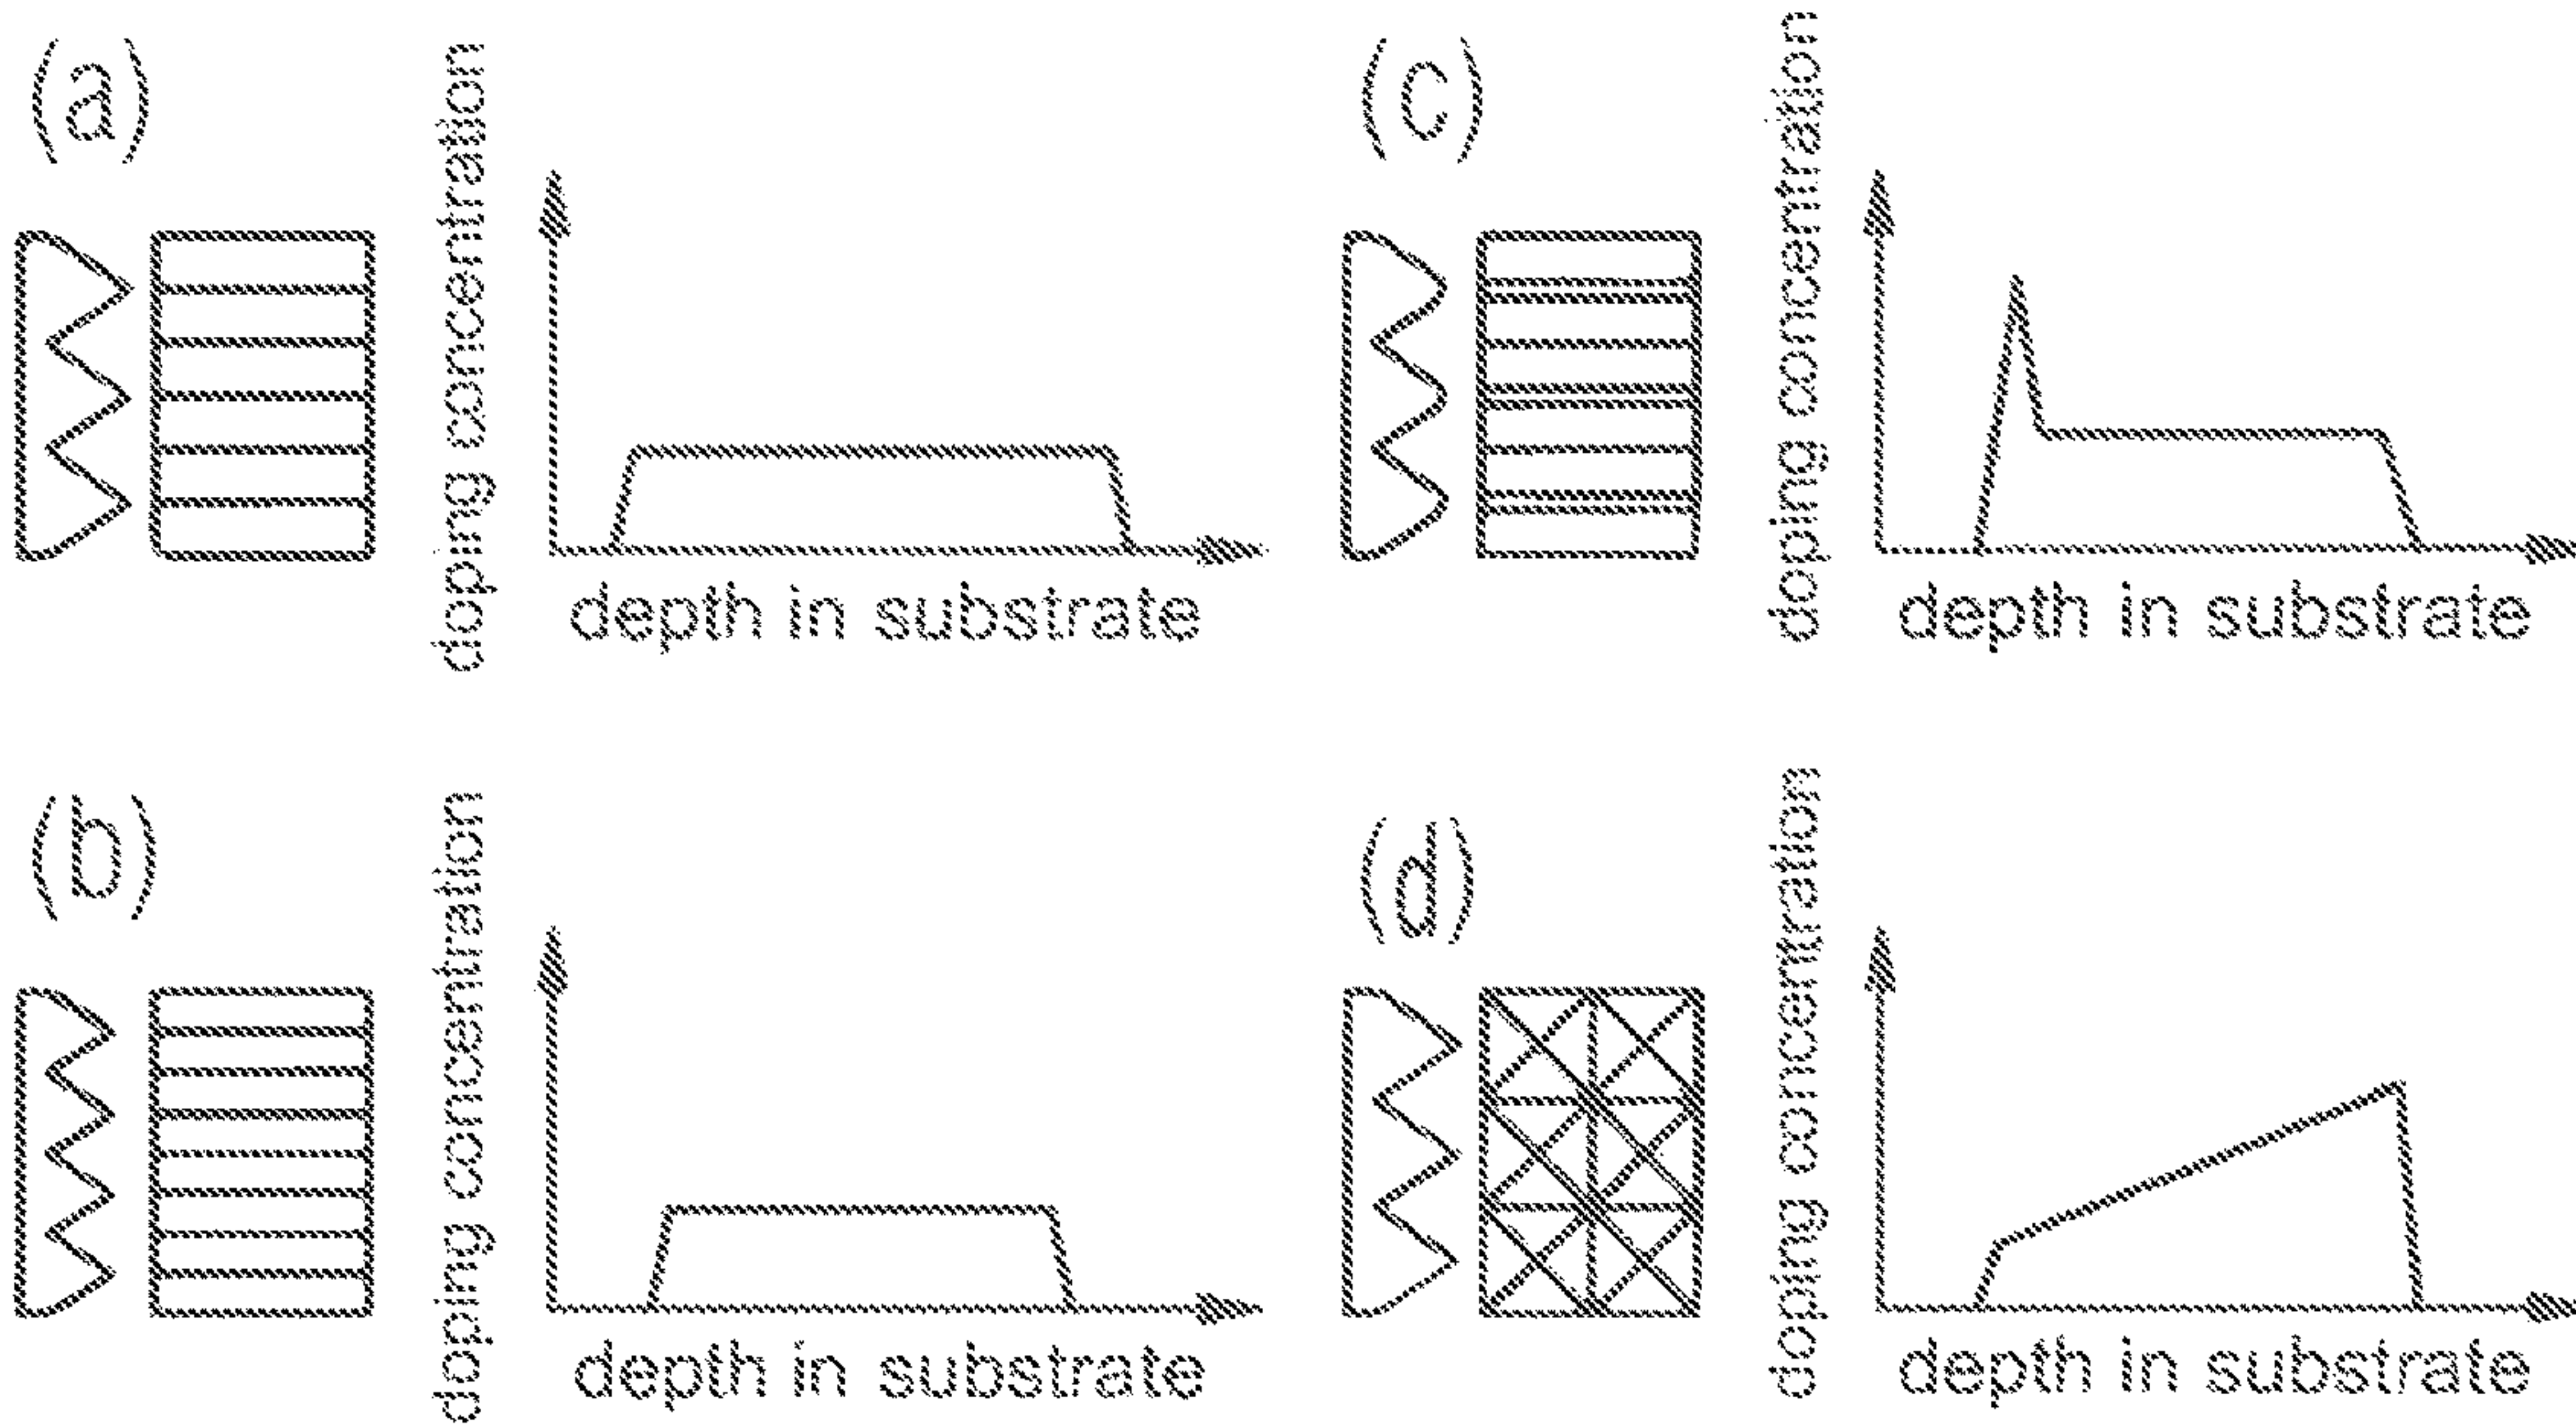 (a)
doping concentration
depth in substrate
(c)
doping concentration
depth in substrate
(b)
doping concentration
depth in substrate
(d)
doping concentration
depth in substrate